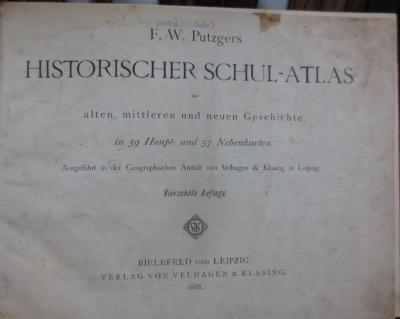 F. W. Putzgers
HISTORISCHER SCHUL-ATLAS
zur
alten, mittleren und neuen Geschichte
in 59 Haupt- und 57 Nebenkarten.
Ausgeführt in der Geographischen Anstalt von Velhagen & Klasing in Leipzig.
Vierzehnte Auflage.
BIELEFELD UND LEIPZIG.
VERLAG VON VELHAGEN & KLASING.
1888.